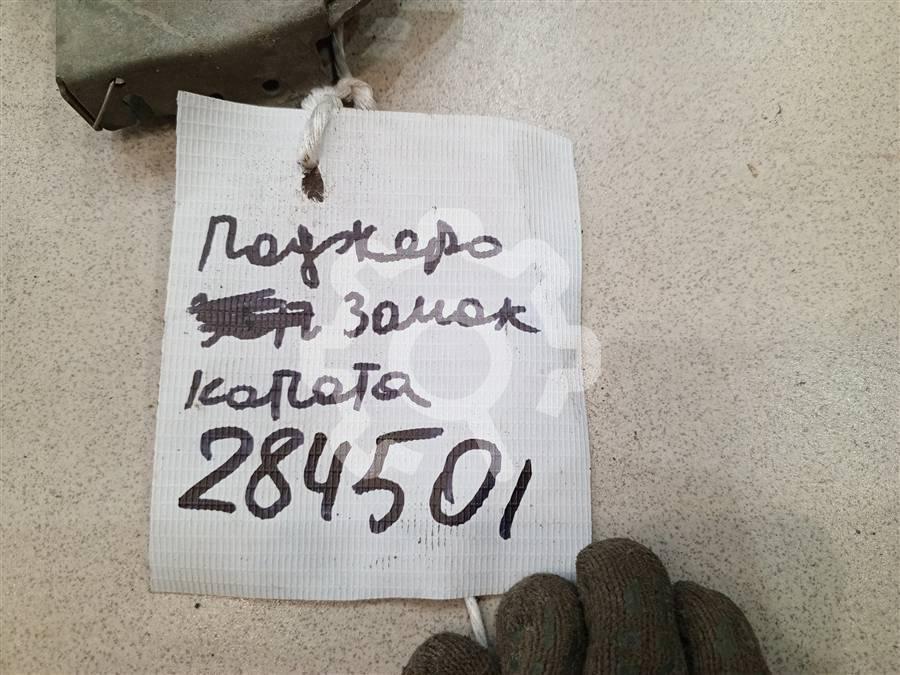 Паджеро
Замок
капота
284501